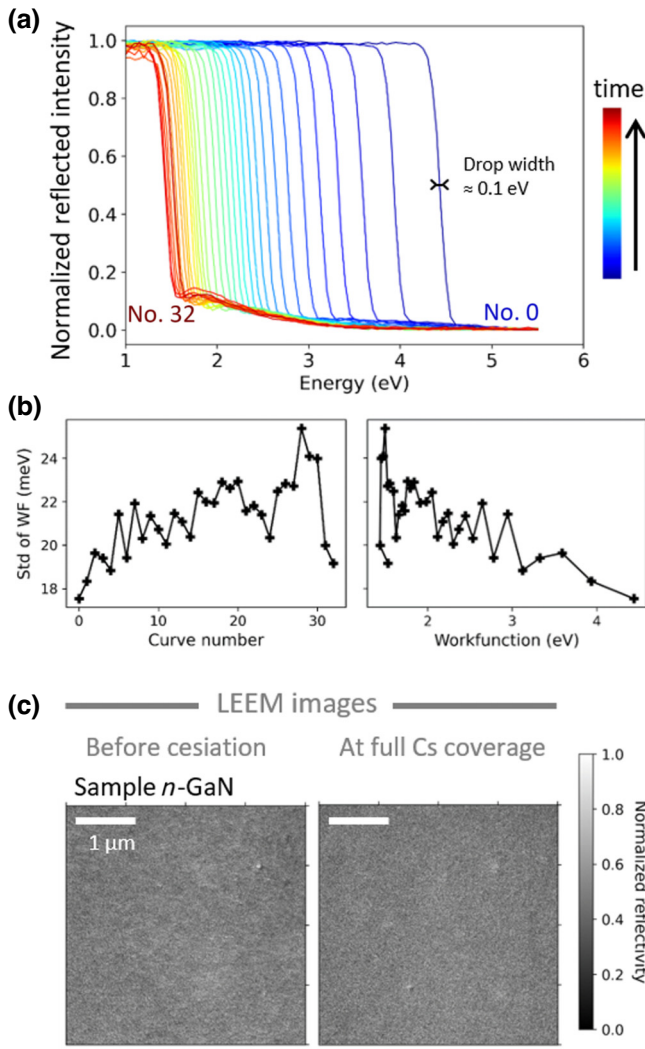 (a)
1.0
0.8
0.6
0.4
0.2
0.0
Normalized reflected intensity
No. 32
No. 0
Drop width
≈ 0.1 eV
time
1
2
3
4
5
6
Energy (eV)
(b)
24
22
20
18
Std of WF (meV)
0
10
20
30
Curve number
2
3
4
Workfunction (eV)
(c)
LEEM images
Before cesiation
At full Cs coverage
Sample n-GaN
1 μm
1.0
0.8
0.6
0.4
0.2
0.0
Normalized reflectivity